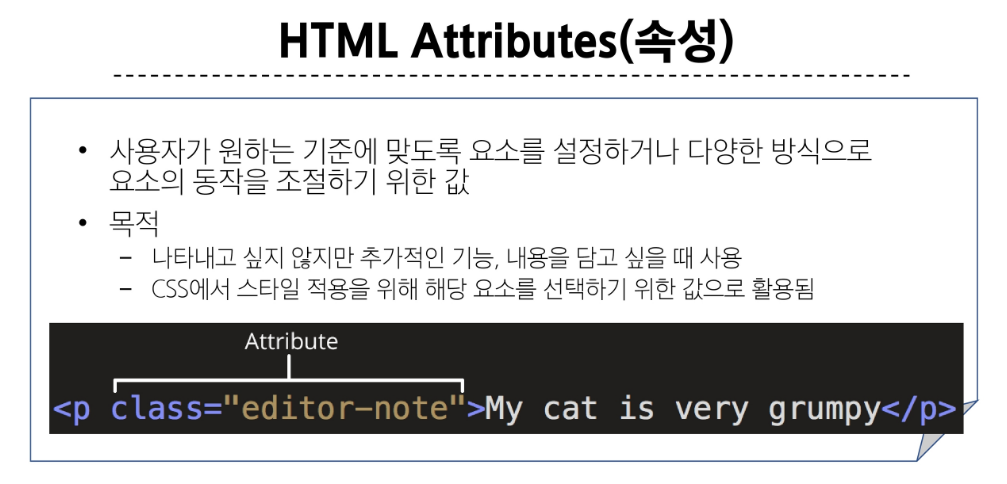 HTML Attributes(속성)
• 사용자가 원하는 기준에 맞도록 요소를 설정하거나 다양한 방식으로
요소의 동작을 조절하기 위한 값
• 목적
– 나타내고 싶지 않지만 추가적인 기능, 내용을 담고 싶을 때 사용
– CSS에서 스타일 적용을 위해 해당 요소를 선택하기 위한 값으로 활용됨
Attribute
<p class="editor-note">My cat is very grumpy</p>